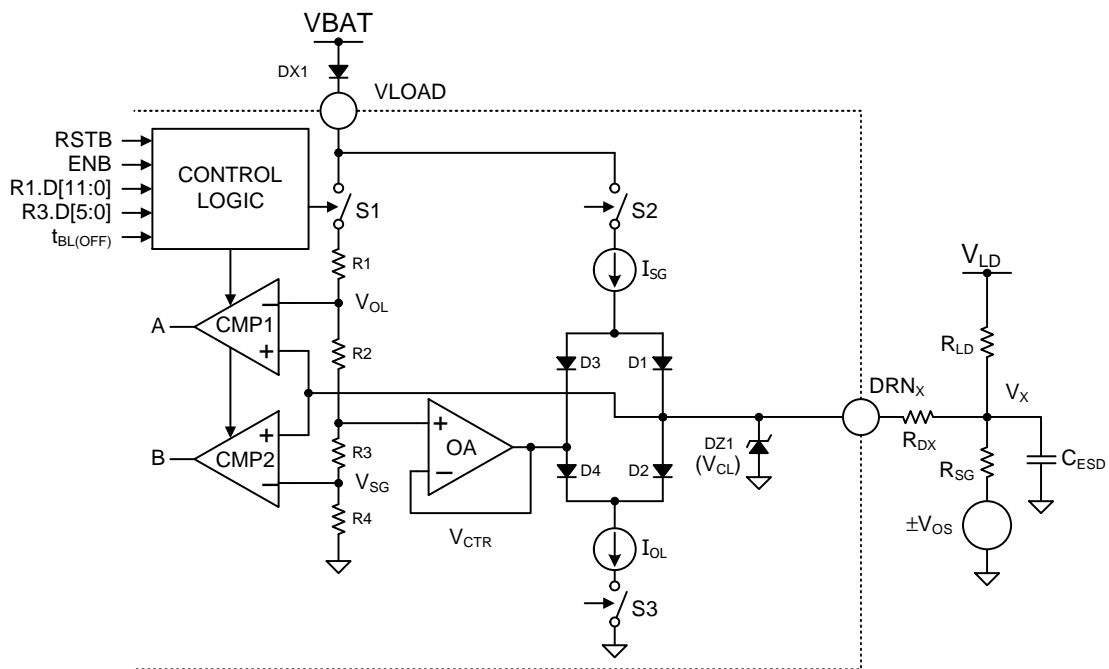 VBAT
DX1
VLOAD
RSTB
ENB
R1.D[11:0]
R3.D[5:0]
tBL(OFF)
CONTROL
LOGIC
S1
S2
R1
ISG
VLD
VOL
A
−
CMP1
+
R2
D3
D1
RLD
DRNX
VX
B
+
CMP2
−
R3
VSG
R4
+
OA
−
VCTR
D4
D2
DZ1
(VCL)
RDX
RSG
CESD
±VOS
IOL
S3